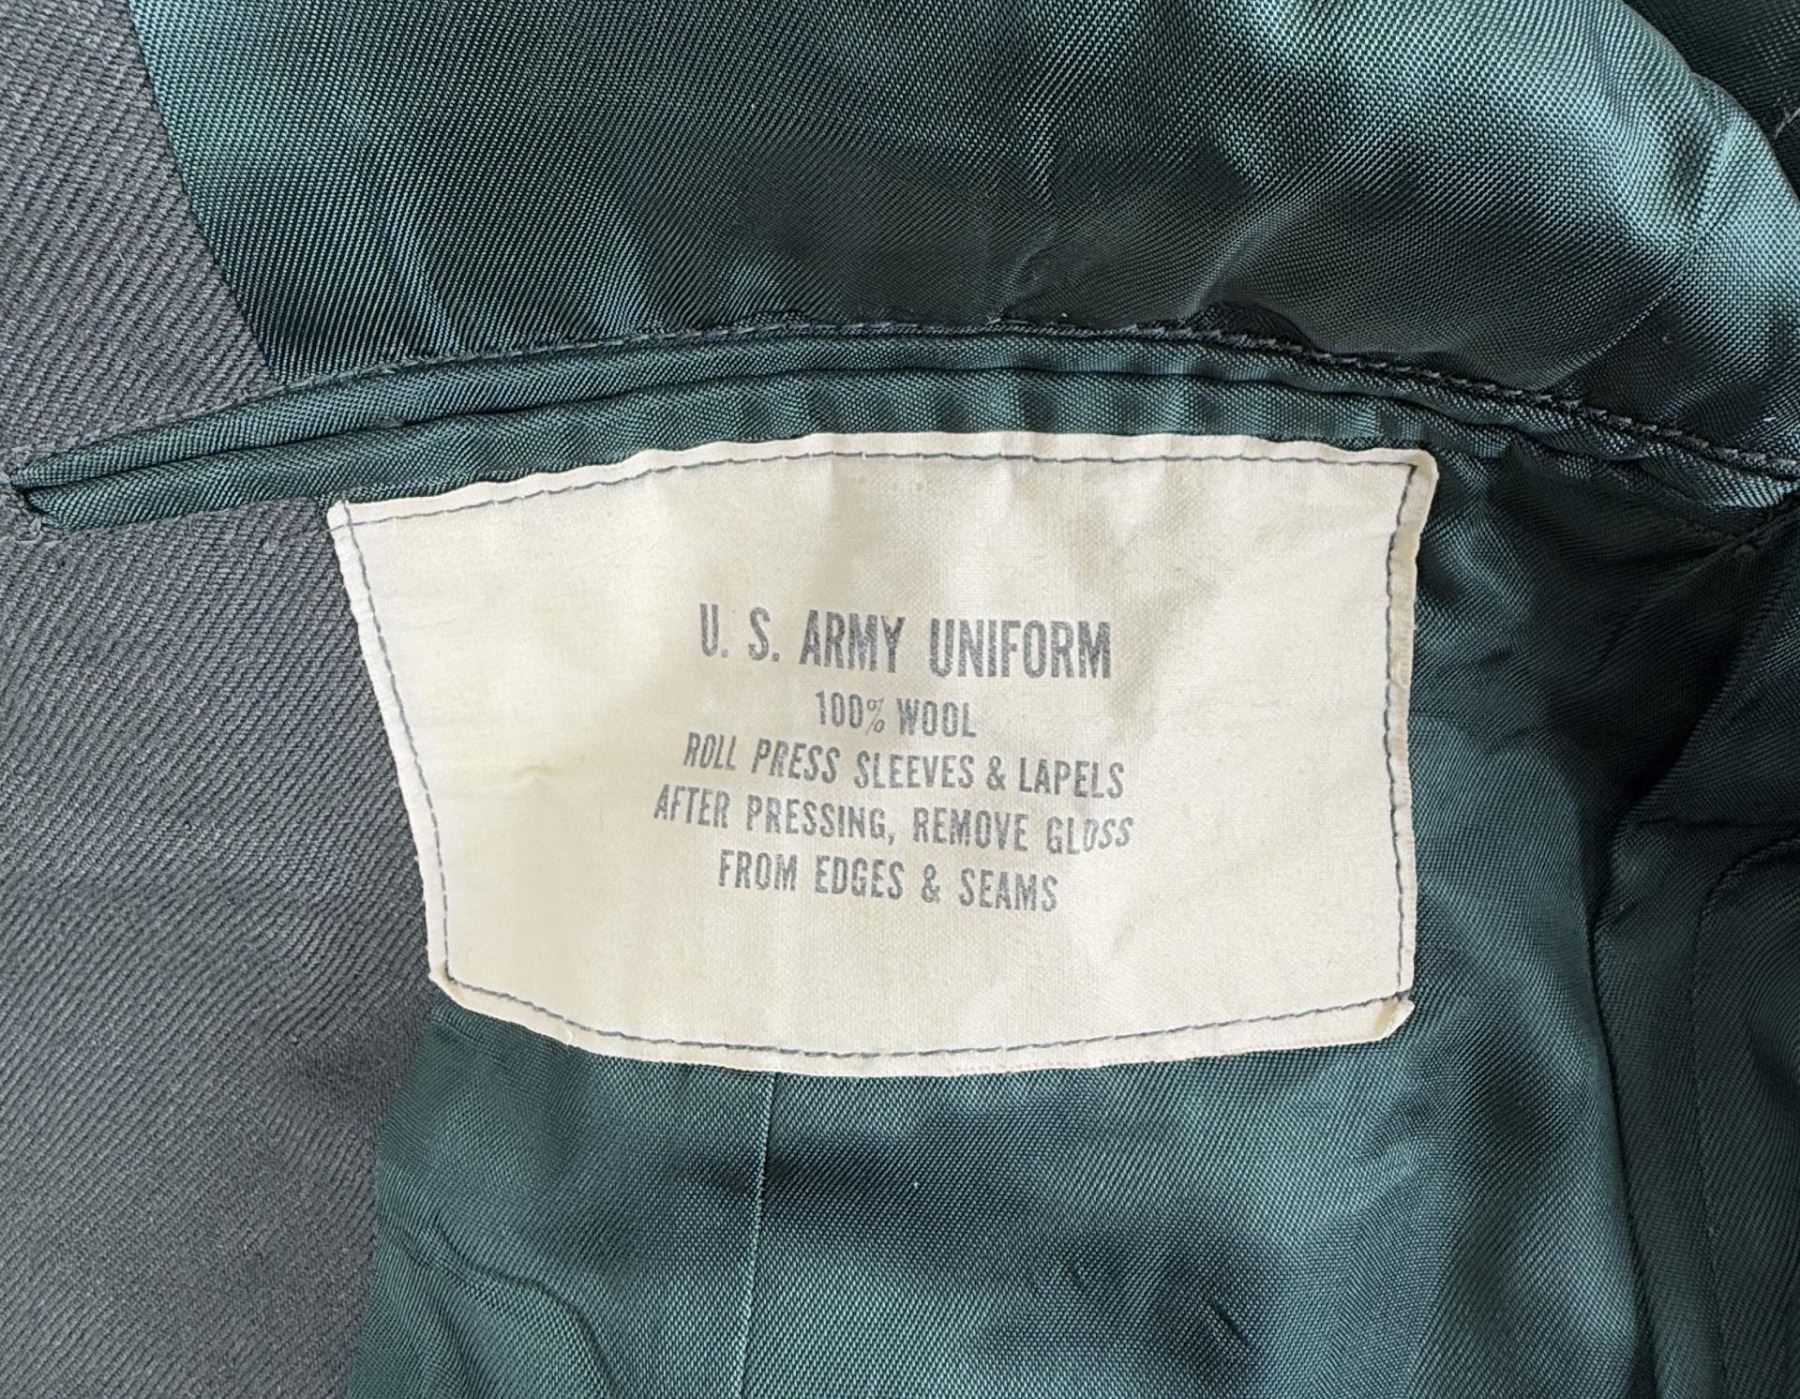 U. S. ARMY UNIFORM
100% WOOL
ROLL PRESS SLEEVES & LAPELS
AFTER PRESSING, REMOVE GLOSS
FROM EDGES & SEAMS